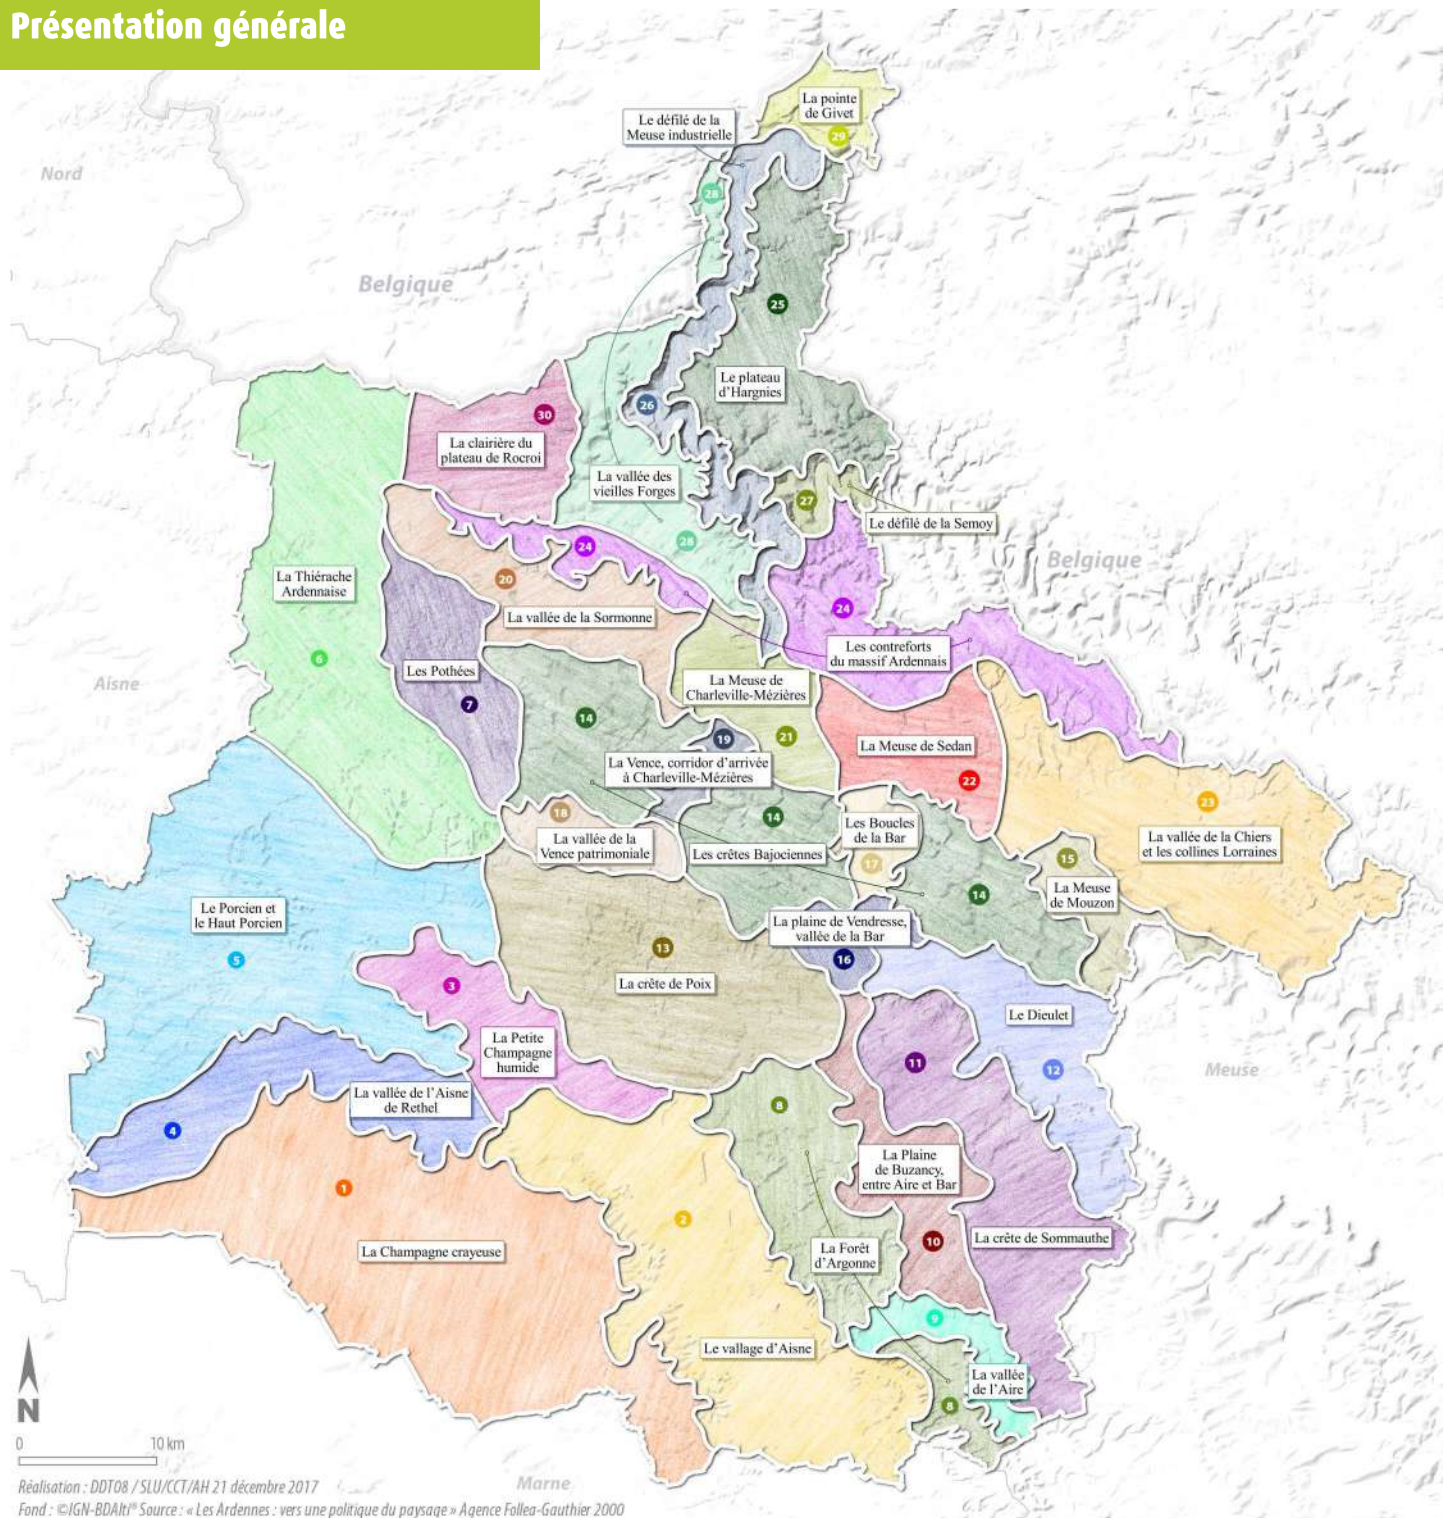 Présentation générale
La pointe
de Givet
29
Le défilé de la
Meuse industrielle
Nord
28
Belgique
25
Le plateau
d'Hargnies
26
30
La clairière du
plateau de Rocroi
La vallée des
vieilles Forges
27
Le défilé de la Semoy
24
28
Belgique
La Thiérache
Ardennaise
20
La vallée de la Sormonne
24
Les contreforts
du massif Ardennais
6
Les Pothées
Aisne
La Meuse de
Charleville-Mézières
7
14
19
21
La Meuse de Sedan
La Vence, corridor d'arrivée
à Charleville-Mézières
22
23
18
14
Les Boucles
de la Bar
La vallée de la
Vence patrimoniale
La vallée de la Chiers
et les collines Lorraines
Les crêtes Bajociennes
17
15
La Meuse
de Mouzon
14
Le Porcien et
le Haut Porcien
La plaine de Vendresse,
vallée de la Bar
13
5
16
3
La crête de Poix
Le Dieulet
La Petite
Champagne
humide
11
12
Meuse
La vallée de l'Aisne
de Rethel
8
4
La Plaine
de Buzancy,
entre Aire et Bar
1
2
La Champagne crayeuse
La Forêt
d'Argonne
10
La crête de Sommauthe
9
Le vallage d'Aisne
La vallée
de l'Aire
8
N
0 10 km
Marne
Réalisation : DDT08 / SLU/CCT/AH 21 décembre 2017
Fond : ©IGN-BDAlti® Source : « Les Ardennes : vers une politique du paysage » Agence Follea-Gauthier 2000